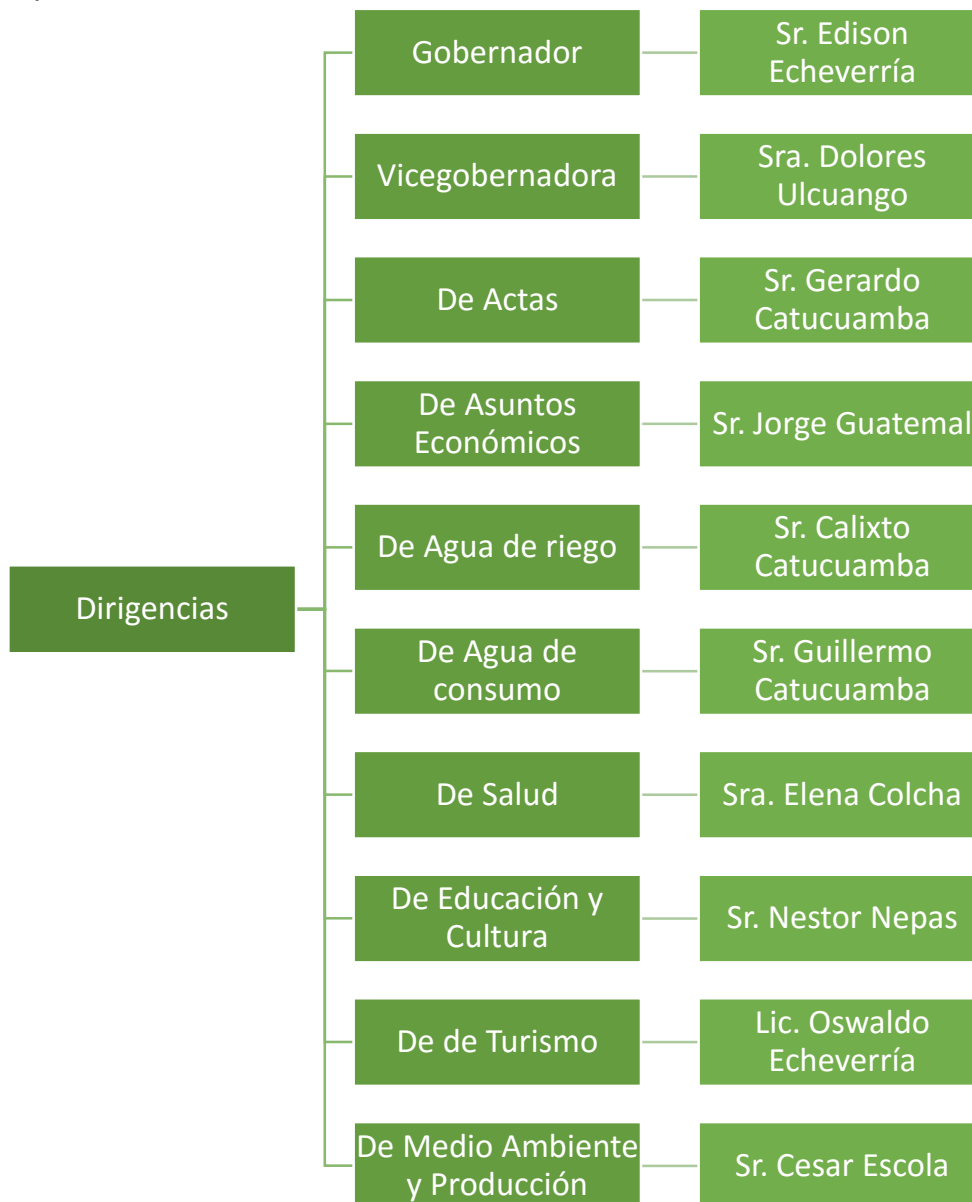 Gobernador
Sr. Edison
Echeverría
Vicegobernadora
Sra. Dolores
Ulcuango
De Actas
Sr. Gerardo
Catucuamba
De Asuntos
Económicos
Sr. Jorge Guatemal
De Agua de riego
Sr. Calixto
Catucuamba
Dirigencias
De Agua de
consumo
Sr. Guillermo
Catucuamba
De Salud
Sra. Elena Colcha
De Educación y
Cultura
Sr. Nestor Nepas
De de Turismo
Lic. Oswaldo
Echeverría
De Medio Ambiente
y Producción
Sr. Cesar Escola